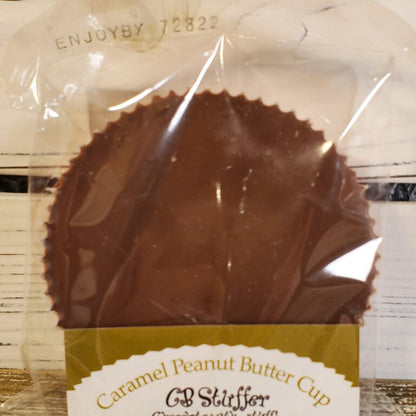 ENJOYBY 72822
Caramel Peanut Butter Cup
CB Stuffer